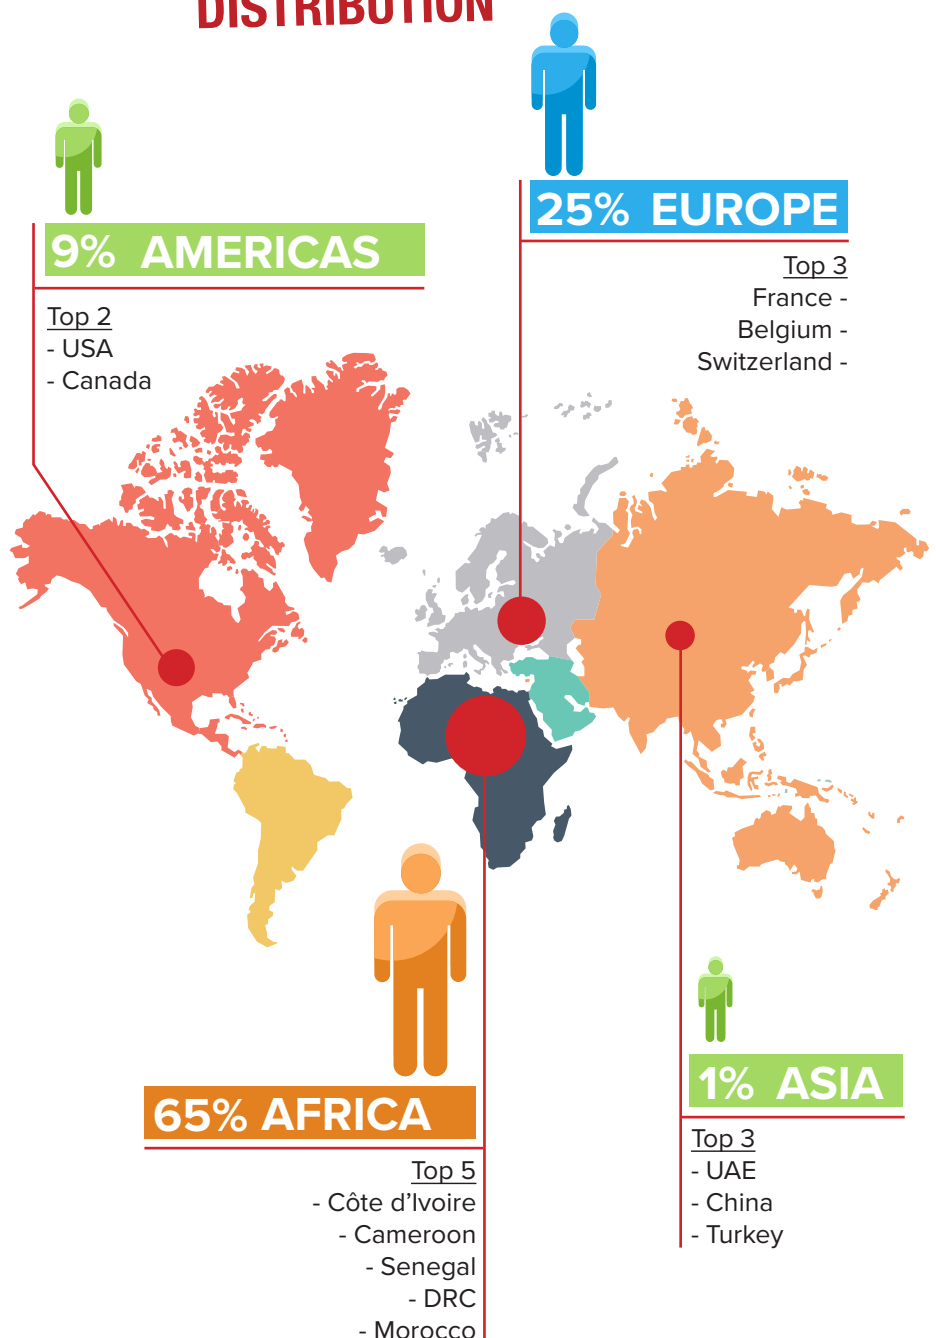 DISTRIBUTION
25% EUROPE
Top 3
France -
Belgium -
Switzerland -
9% AMERICAS
Top 2
- USA
- Canada
65% AFRICA
Top 5
- Côte d’Ivoire
- Cameroon
- Senegal
- DRC
- Morocco
1% ASIA
Top 3
- UAE
- China
- Turkey